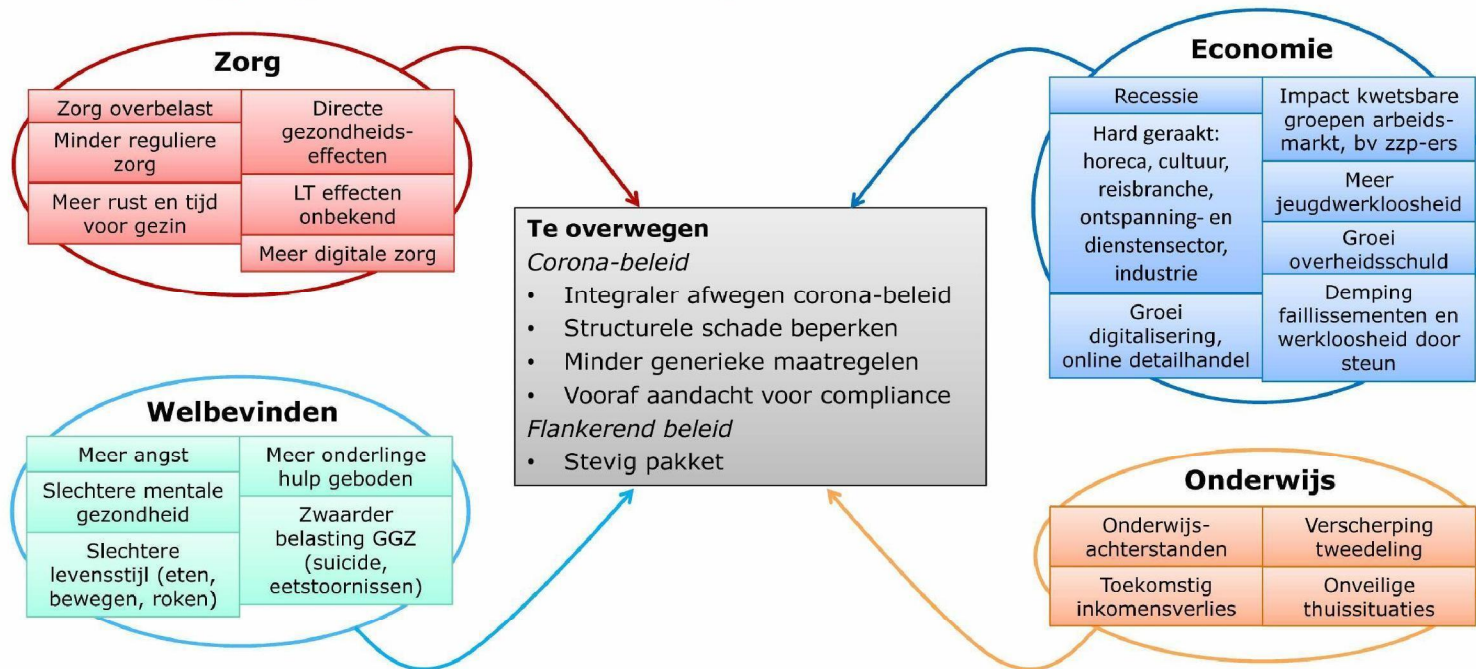 Zorg
Zorg overbelast
Minder reguliere
zorg
Meer rust en tijd
voor gezin
Directe
gezondheids-
effecten
LT effecten
onbekend
Meer digitale zorg
Economie
Recessie
Hard geraakt:
horeca, cultuur,
reisbranche,
ontspanning- en
dienstensector,
industrie
Groei
digitalisering,
online detailhandel
Impact kwetsbare
groepen arbeids-
markt, bv zzp-ers
Meer
jeugdwerkloosheid
Groei
overheidsschuld
Demping
faillissementen en
werkloosheid door
steun
Te overwegen
Corona-beleid
• Integraler afwegen corona-beleid
• Structurele schade beperken
• Minder generieke maatregelen
• Vooraf aandacht voor compliance
Flankerend beleid
• Stevig pakket
Welbevinden
Meer angst
Slechtere mentale
gezondheid
Slechtere
levensstijl (eten,
bewegen, roken)
Meer onderlinge
hulp geboden
Zwaarder
belasting GGZ
(suicide,
eetstoornissen)
Onderwijs
Onderwijs-
achterstanden
Verscherping
tweedeling
Toekomstig
inkomensverlies
Onveilige
thuissituaties